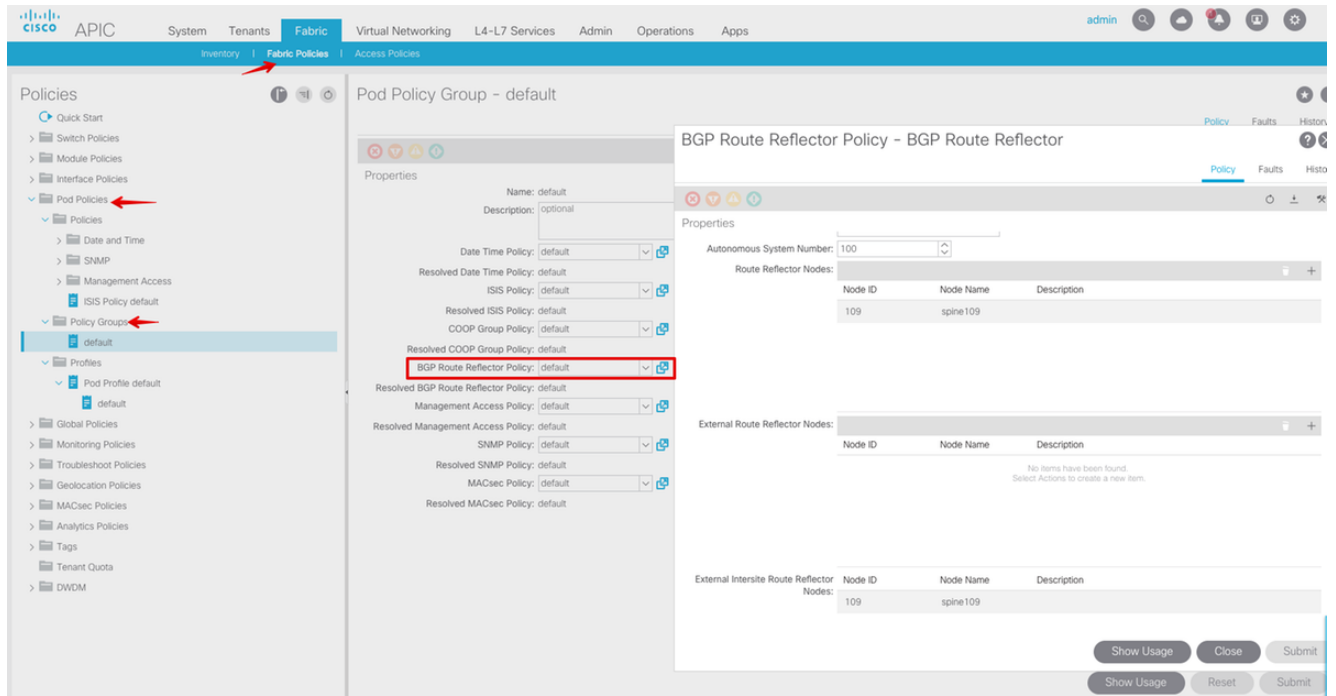 cisco APIC System Tenants Fabric Virtual Networking L4-L7 Services Admin Operations Apps admin
Inventory | Fabric Policies | Access Policies
Policies
Quick Start
Switch Policies
Module Policies
Interface Policies
Pod Policies
Policies
Date and Time
SNMP
Management Access
ISIS Policy default
Policy Groups
default
Profiles
Pod Profile default
default
Global Policies
Monitoring Policies
Troubleshoot Policies
Geolocation Policies
MACsec Policies
Analytics Policies
Tags
Tenant Quota
DWDM
Pod Policy Group - default
Policy Faults History
Properties
Name: default
Description: optional
Date Time Policy: default
Resolved Date Time Policy: default
ISIS Policy: default
Resolved ISIS Policy: default
COOP Group Policy: default
Resolved COOP Group Policy: default
BGP Route Reflector Policy: default
Resolved BGP Route Reflector Policy: default
Management Access Policy: default
Resolved Management Access Policy: default
SNMP Policy: default
Resolved SNMP Policy: default
MACsec Policy: default
Resolved MACsec Policy: default
BGP Route Reflector Policy - BGP Route Reflector
Policy Faults Histo
Properties
Autonomous System Number: 100
Route Reflector Nodes:
Node ID Node Name Description
109 spine109
External Route Reflector Nodes:
Node ID Node Name Description
No items have been found.
Select Actions to create a new item.
External Intersite Route Reflector Nodes:
Node ID Node Name Description
109 spine109
Show Usage Close Submit
Show Usage Reset Submit